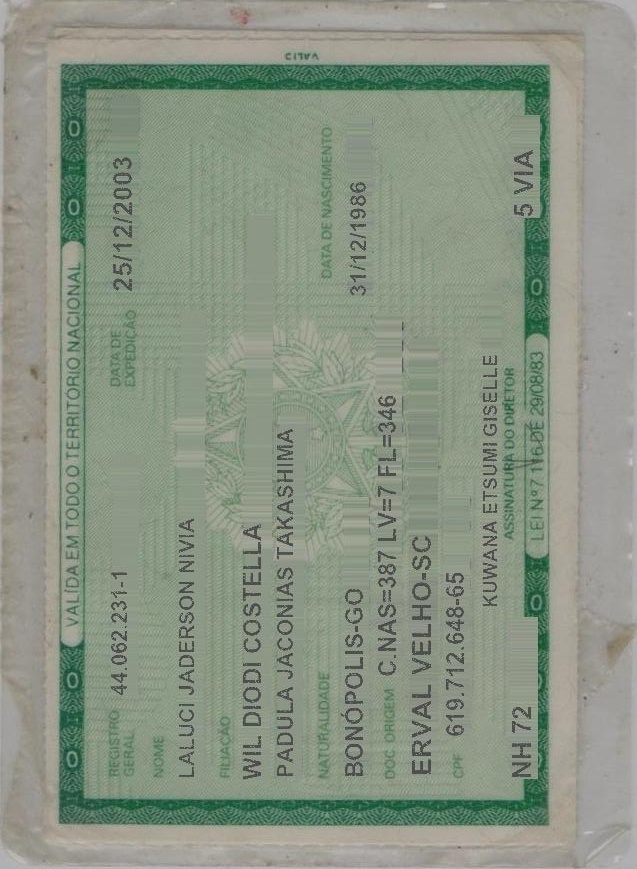 VALID
VALÍDA EM TODO O TERRITÓRIO NACIONAL
REGISTRO GERAL 44.062.231-1 DATA DE EXPEDIÇÃO 25/12/2003
NOME
LALUCI JADERSON NIVIA
FILIAÇÃO
WIL DIODI COSTELLA
PADULA JACONIAS TAKASHIMA
NATURALIDADE DATA DE NASCIMENTO
BONÓPOLIS-GO 31/12/1986
DOC ORIGEM C.NAS=387 LV=7 FL=346
ERVAL VELHO-SC
CPF 619.712.648-65
KUWANA ETSUMI GISELLE
ASSINATURA DO DIRETOR
NH 72 5 VIA
LEI Nº 7 116 DE 29/08/83